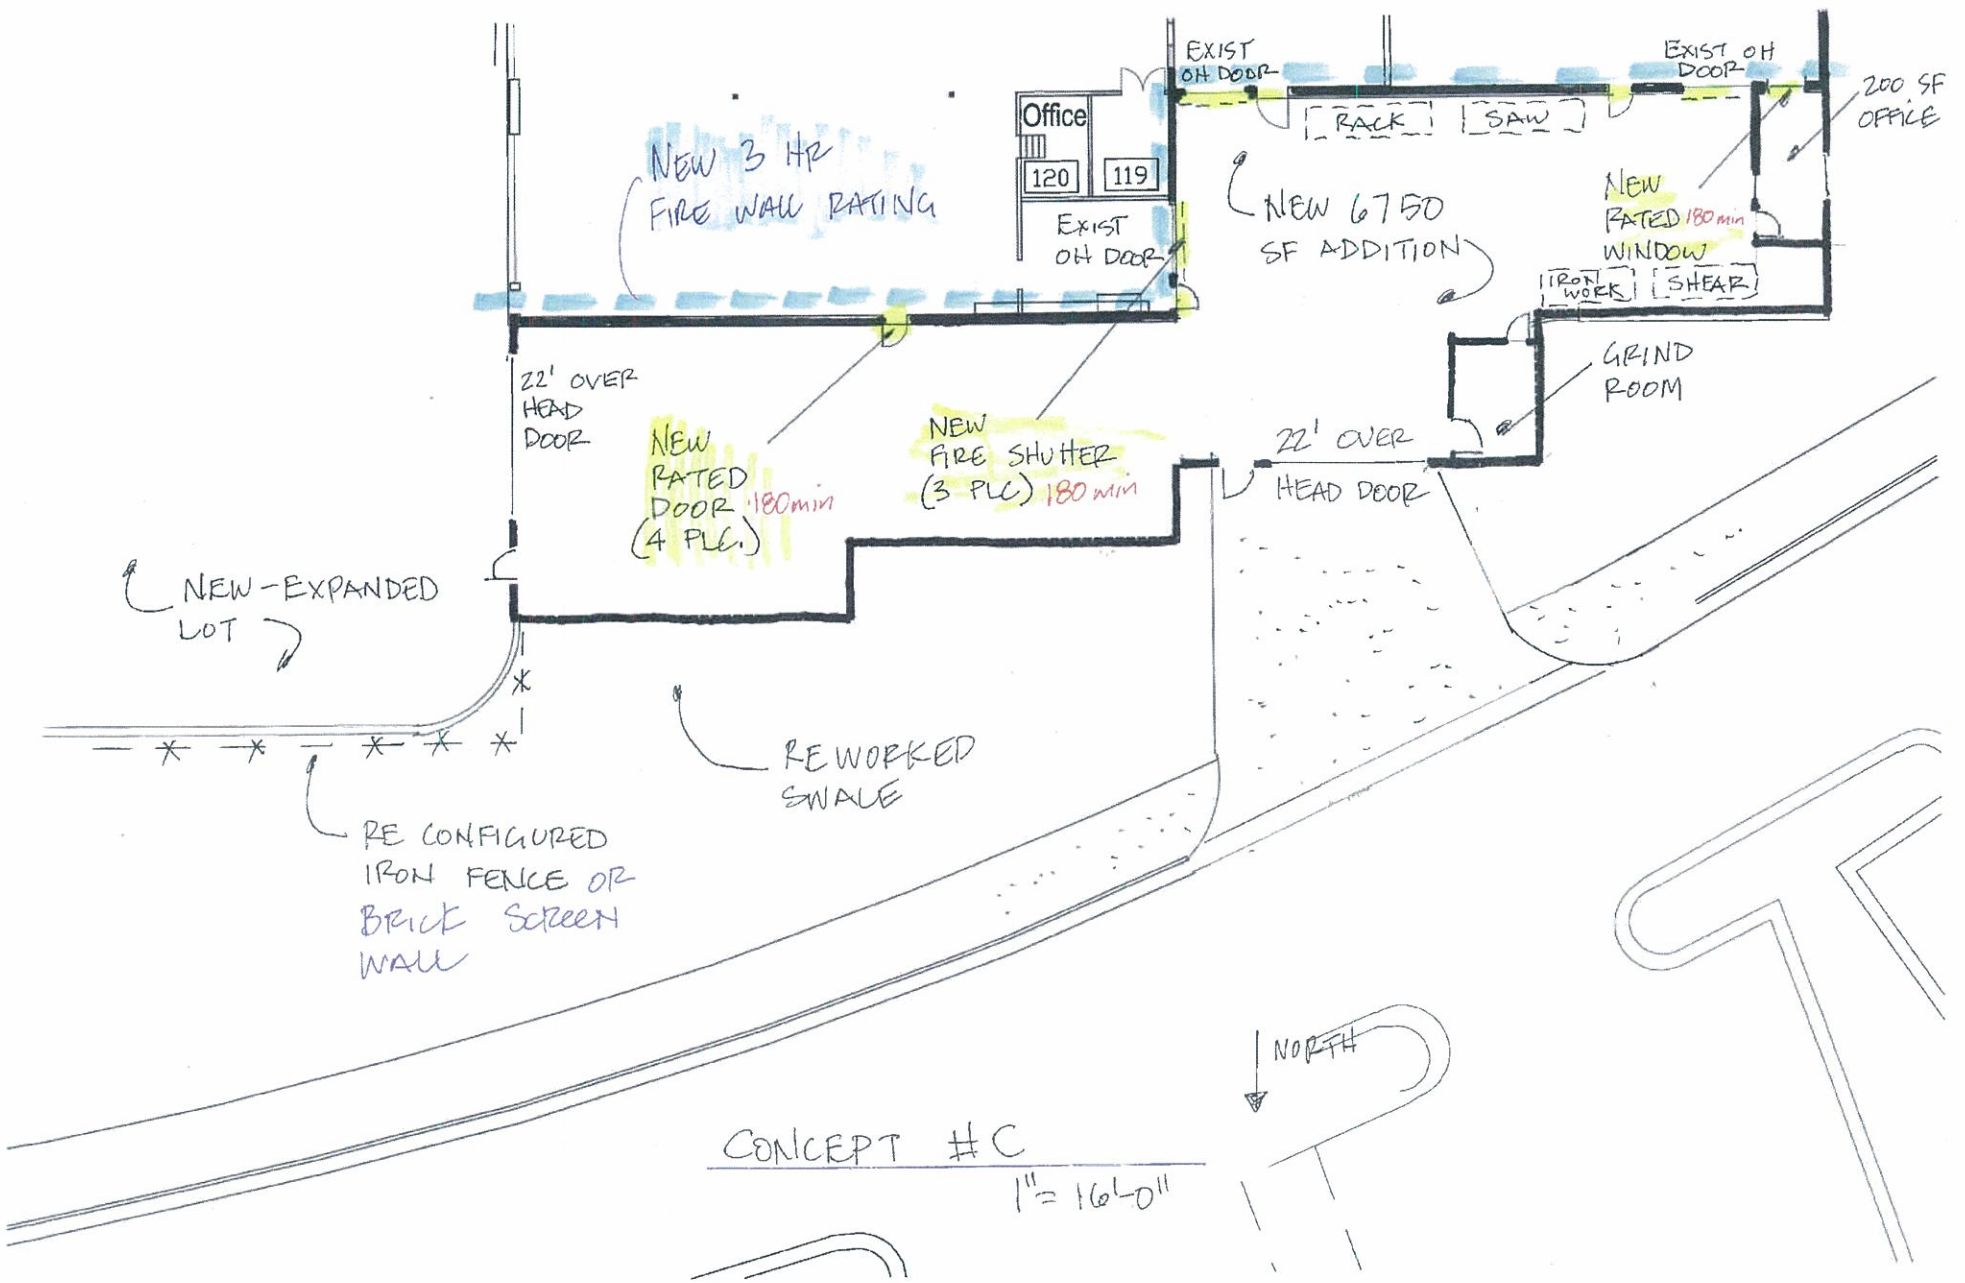 EXIST
OH DOOR
EXIST OH
DOOR
200 SF
OFFICE
RACK
SAW
Office
120
119
NEW 3 HR
FIRE WALL RATING
EXIST
OH DOOR
NEW 6750
SF ADDITION
NEW
RATED 180 min
WINDOW
IRON
WORK
SHEAR
GRIND
ROOM
22' OVER
HEAD
DOOR
NEW
RATED
DOOR 180 min
(4 PLC.)
NEW
FIRE SHUTTER
(3 PLC) 180 min
22' OVER
HEAD DOOR
NEW-EXPANDED
LOT
REWORKED
SWALE
RE CONFIGURED
IRON FENCE OR
BRICK SCREEN
WALL
NORTH
CONCEPT #C
1" = 16'-0"